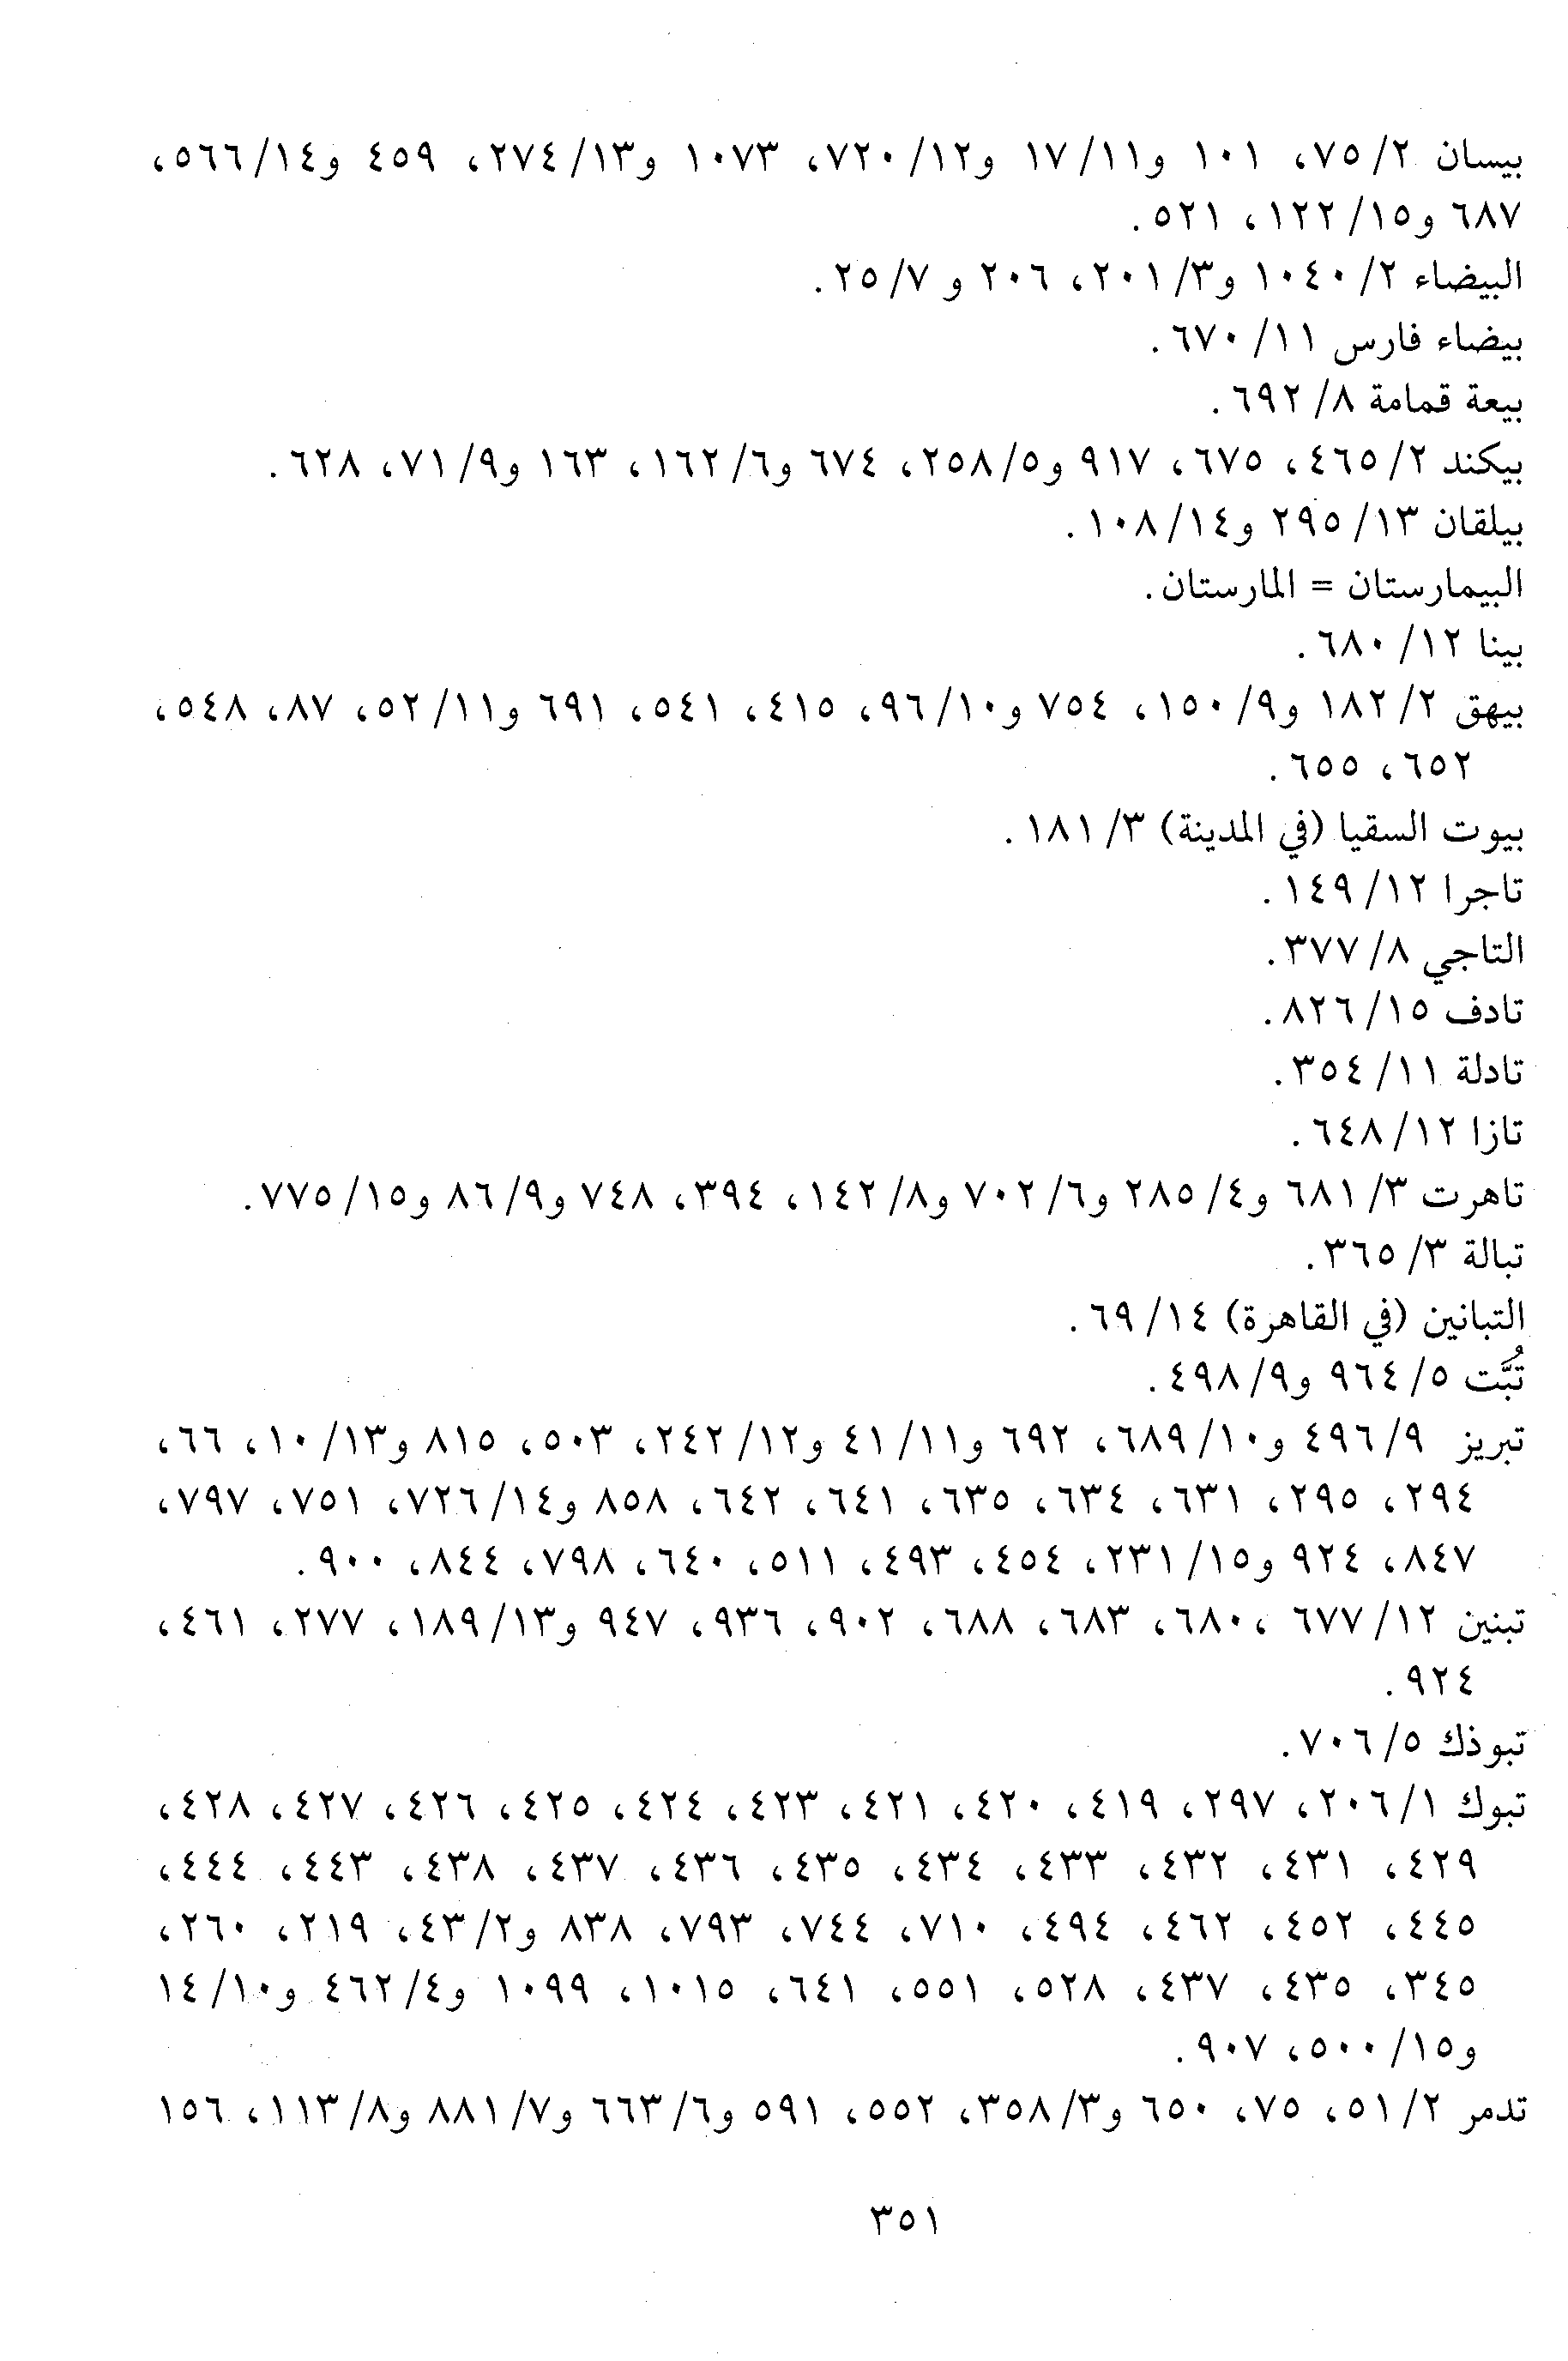 بيسان ٢/ ٧٥، ١٠١ و١١/ ١٧ و١٢/ ٧٢٠، ١٠٧٣ و١٣/ ٢٧٤، ٤٥٩ و١٤/ ٥٦٦،
٦٨٧ و١٥/ ١٢٢، ٥٢١.
البيضاء ٢/ ١٠٤٠ و٣/ ٢٠١، ٢٠٦ و ٧/ ٢٥.
بيضاء فارس ١١/ ٦٧٠.
بيعة قمامة ٨/ ٦٩٢.
بيكند ٢/ ٤٦٥، ٦٧٥، ٩١٧ و٥/ ٢٥٨، ٦٧٤ و٦/ ١٦٢، ١٦٣ و٩/ ٧١، ٦٢٨.
بيلقان ١٣/ ٢٩٥ و١٤/ ١٠٨.
البيمارستان = المارستان.
بينا ١٢/ ٦٨٠.
بيهق ٢/ ١٨٢ و٩/ ١٥٠، ٧٥٤ و١٠/ ٩٦، ٤١٥، ٥٤١، ٦٩١ و١١/ ٥٢، ٨٧، ٥٤٨،
٦٥٢، ٦٥٥.
بيوت السقيا (في المدينة) ٣/ ١٨١.
تاجرا ١٢/ ١٤٩.
التاجي ٨/ ٣٧٧.
تادف ١٥/ ٨٢٦.
تادلة ١١/ ٣٥٤.
تازا ١٢/ ٦٤٨.
تاهرت ٣/ ٦٨١ و٤/ ٢٨٥ و٦/ ٧٠٢ و٨/ ١٤٢، ٣٩٤، ٧٤٨ و٩/ ٨٦ و١٥/ ٧٧٥.
تبالة ٣/ ٣٦٥.
التبانين (في القاهرة) ١٤/ ٦٩.
تُبَّت ٥/ ٩٦٤ و٩/ ٤٩٨.
تبريز ٩/ ٤٩٦ و١٠/ ٦٨٩، ٦٩٢ و١١/ ٤١ و١٢/ ٢٤٢، ٥٠٣، ٨١٥ و١٣/ ١٠، ٦٦،
٢٩٤، ٢٩٥، ٦٣١، ٦٣٤، ٦٣٥، ٦٤١، ٦٤٢، ٨٥٨ و١٤/ ٧٢٦، ٧٥١، ٧٩٧،
٨٤٧، ٩٢٤ و١٥/ ٢٣١، ٤٥٤، ٤٩٣، ٥١١، ٦٤٠، ٧٩٨، ٨٤٤، ٩٠٠.
تبنين ١٢/ ٦٧٧ ،٦٨٠، ٦٨٣، ٦٨٨، ٩٠٢، ٩٣٦، ٩٤٧ و١٣/ ١٨٩، ٢٧٧، ٤٦١،
٩٢٤.
تبوذك ٥/ ٧٠٦.
تبوك ١/ ٢٠٦، ٢٩٧، ٤١٩، ٤٢٠، ٤٢١، ٤٢٣، ٤٢٤، ٤٢٥، ٤٢٦، ٤٢٧، ٤٢٨،
٤٢٩، ٤٣١، ٤٣٢، ٤٣٣، ٤٣٤، ٤٣٥، ٤٣٦، ٤٣٧، ٤٣٨، ٤٤٣، ٤٤٤،
٤٤٥، ٤٥٢، ٤٦٢، ٤٩٤، ٧١٠، ٧٤٤، ٧٩٣، ٨٣٨ و٢/ ٤٣، ٢١٩، ٢٦٠،
٣٤٥، ٤٣٥، ٤٣٧، ٥٢٨، ٥٥١، ٦٤١، ١٠١٥، ١٠٩٩ و٤/ ٤٦٢ و١٠/ ١٤
و١٥/ ٥٠٠، ٩٠٧.
تدمر ٢/ ٥١، ٧٥، ٦٥٠ و٣/ ٣٥٨، ٥٥٢، ٥٩١ و٦/ ٦٦٣ و٧/ ٨٨١ و٨/ ١١٣، ١٥٦
٣٥١